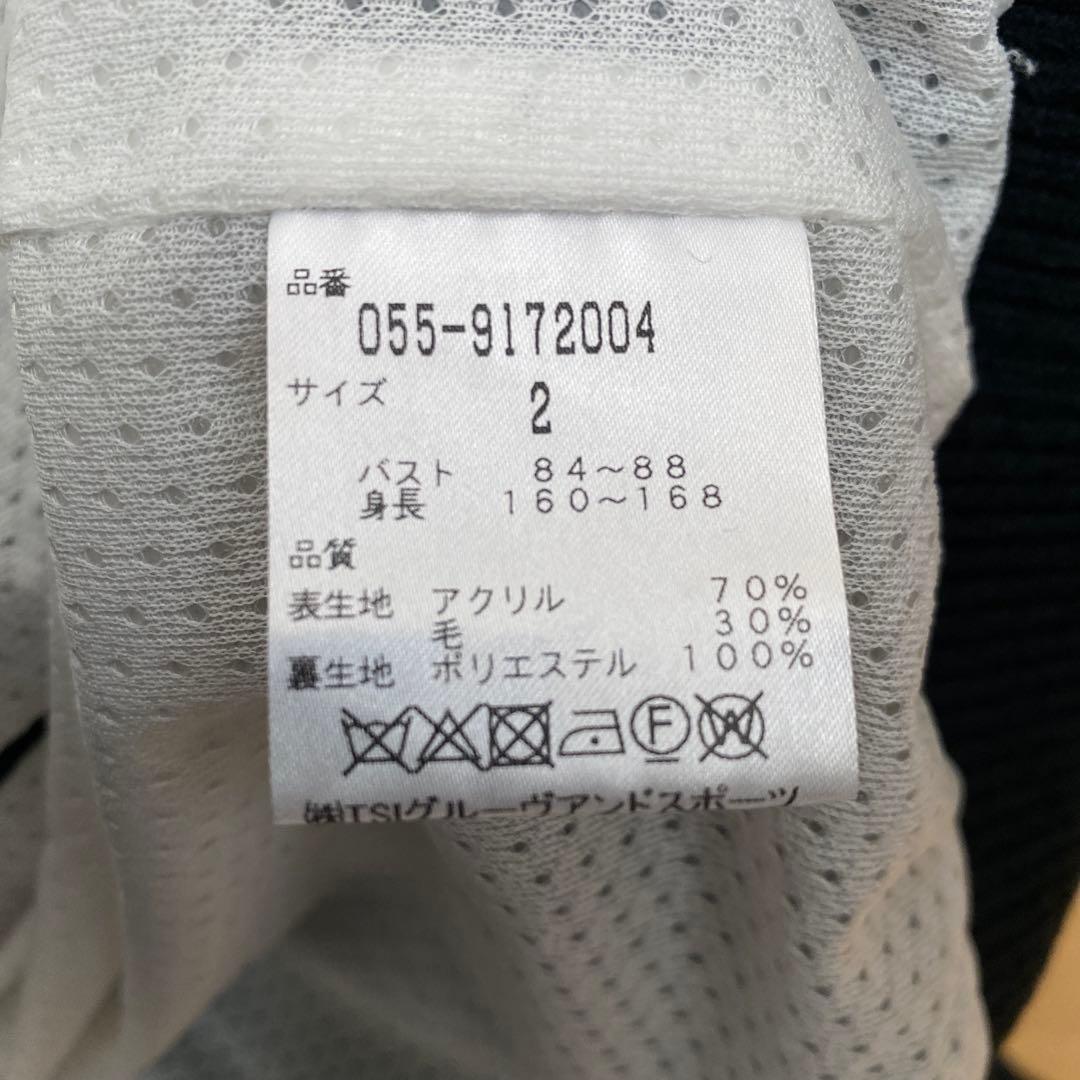 品番
055-9172004
サイズ 2
バスト 84～88
身長 160～168
品質
表生地 アクリル 70%
毛 30%
裏生地 ポリエステル 100%
F W
㈱TSIグルーヴアンドスポーツ